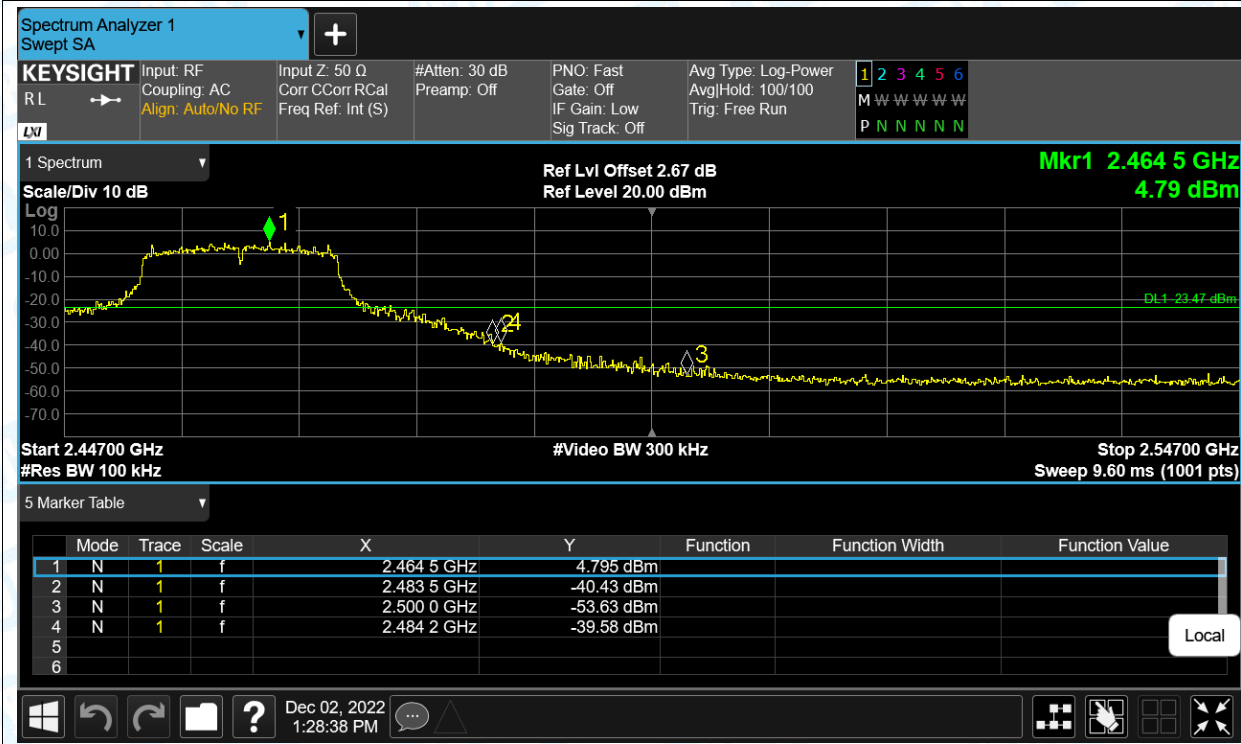 Spectrum Analyzer 1
Swept SA
+
KEYSIGHT
R L
LXI
Input: RF
Coupling: AC
Align: Auto/No RF
Input Z: 50 Ω
Corr CCorr RCal
Freq Ref: Int (S)
#Atten: 30 dB
Preamp: Off
PNO: Fast
Gate: Off
IF Gain: Low
Sig Track: Off
Avg Type: Log-Power
Avg|Hold: 100/100
Trig: Free Run
1 2 3 4 5 6
M W W W W W
P N N N N N
1 Spectrum
Scale/Div 10 dB
Ref Lvl Offset 2.67 dB
Ref Level 20.00 dBm
Mkr1 2.464 5 GHz
4.79 dBm
Log
10.0
0.00
-10.0
-20.0
-30.0
-40.0
-50.0
-60.0
-70.0
1
2
4
3
DL1 -23.47 dBm
Start 2.44700 GHz
#Video BW 300 kHz
Stop 2.54700 GHz
#Res BW 100 kHz
Sweep 9.60 ms (1001 pts)
5 Marker Table
Mode Trace Scale X Y Function Function Width Function Value
1 N 1 f 2.464 5 GHz 4.795 dBm
2 N 1 f 2.483 5 GHz -40.43 dBm
3 N 1 f 2.500 0 GHz -53.63 dBm
4 N 1 f 2.484 2 GHz -39.58 dBm
5
6
Local
?
Dec 02, 2022
1:28:38 PM